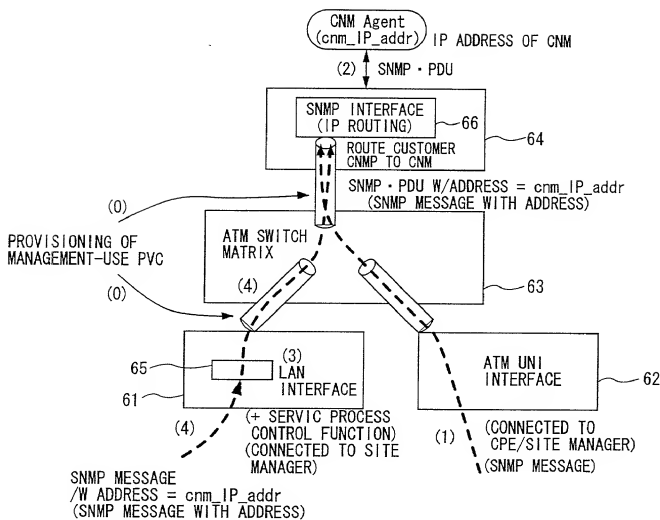 CNM Agent
(cnm_IP_addr)
IP ADDRESS OF CNM
(2)
SNMP・PDU
SNMP INTERFACE
(IP ROUTING)
66
64
ROUTE CUSTOMER
CNMP TO CNM
(0)
SNMP・PDU W/ADDRESS = cnm_IP_addr
(SNMP MESSAGE WITH ADDRESS)
PROVISIONING OF
MANAGEMENT-USE PVC
ATM SWITCH
MATRIX
(0)
(4)
63
65
(3)
LAN
INTERFACE
61
ATM UNI
INTERFACE
62
(4)
(+ SERVIC PROCESS
CONTROL FUNCTION)
(CONNECTED TO SITE
MANAGER)
(1)
(CONNECTED TO
CPE/SITE MANAGER)
(SNMP MESSAGE)
SNMP MESSAGE
/W ADDRESS = cnm_IP_addr
(SNMP MESSAGE WITH ADDRESS)